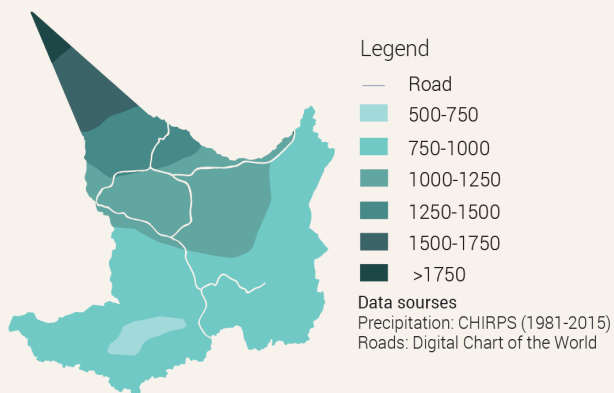 Legend
Road
500-750
750-1000
1000-1250
1250-1500
1500-1750
>1750
Data sourses
Precipitation: CHIRPS (1981-2015)
Roads: Digital Chart of the World